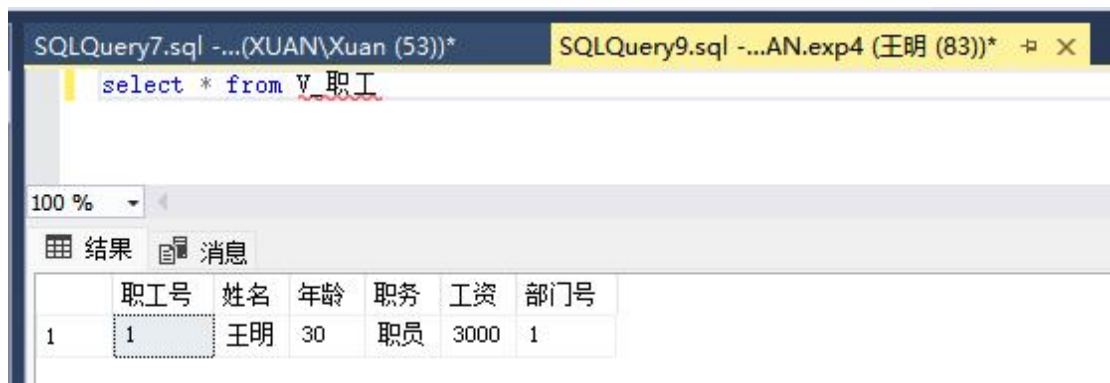 SQLQuery7.sql -...(XUAN\Xuan (53))* SQLQuery9.sql -...AN.exp4 (王明 (83))*
select * from V_职工
100 %
结果 消息
职工号 姓名 年龄 职务 工资 部门号
1 1 王明 30 职员 3000 1